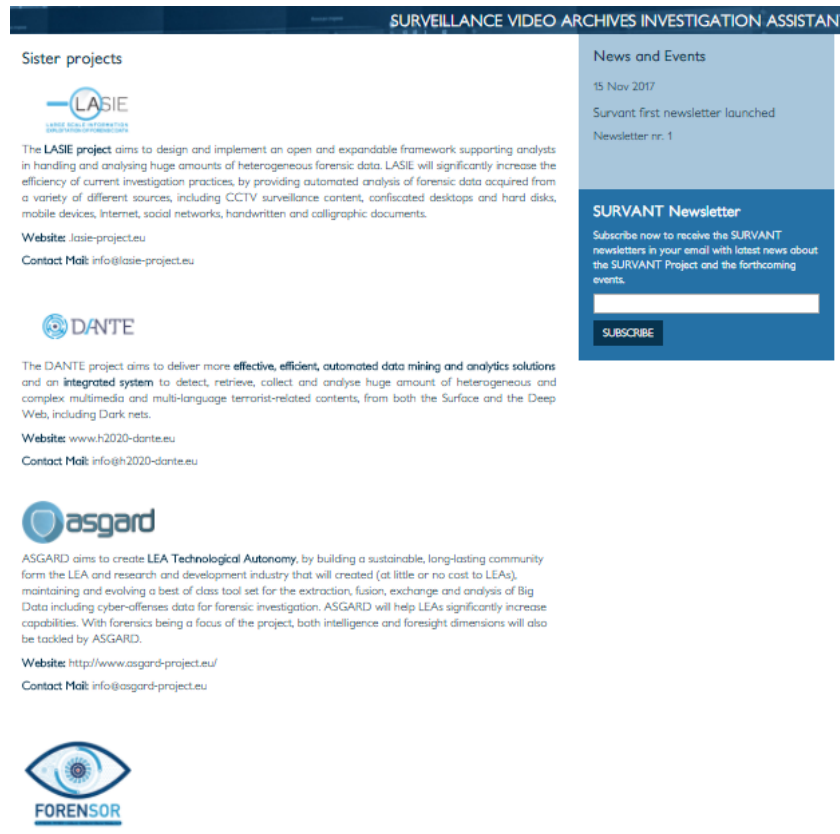 SURVEILLANCE VIDEO ARCHIVES INVESTIGATION ASSISTAN
Sister projects
LASIE
LARGE SCALE INFORMATION
EXPLOITATION OF FORENSIC DATA
The LASIE project aims to design and implement an open and expandable framework supporting analysts
in handling and analysing huge amounts of heterogeneous forensic data. LASIE will significantly increase the
efficiency of current investigation practices, by providing automated analysis of forensic data acquired from
a variety of different sources, including CCTV surveillance content, confiscated desktops and hard disks,
mobile devices, Internet, social networks, handwritten and calligraphic documents.
Website: .lasie-project.eu
Contact Mail: info@lasie-project.eu
DANTE
The DANTE project aims to deliver more effective, efficient, automated data mining and analytics solutions
and an integrated system to detect, retrieve, collect and analyse huge amount of heterogeneous and
complex multimedia and multi-language terrorist-related contents, from both the Surface and the Deep
Web, including Dark nets.
Website: www.h2020-dante.eu
Contact Mail: info@h2020-dante.eu
asgard
ASGARD aims to create LEA Technological Autonomy, by building a sustainable, long-lasting community
form the LEA and research and development industry that will created (at little or no cost to LEAs),
maintaining and evolving a best of class tool set for the extraction, fusion, exchange and analysis of Big
Data including cyber-offenses data for forensic investigation. ASGARD will help LEAs significantly increase
capabilities. With forensics being a focus of the project, both intelligence and foresight dimensions will also
be tackled by ASGARD.
Website: http://www.asgard-project.eu/
Contact Mail: info@asgard-project.eu
FORENSOR
News and Events
15 Nov 2017
Survant first newsletter launched
Newsletter nr. 1
SURVANT Newsletter
Subscribe now to receive the SURVANT
newsletters in your email with latest news about
the SURVANT Project and the forthcoming
events.
SUBSCRIBE